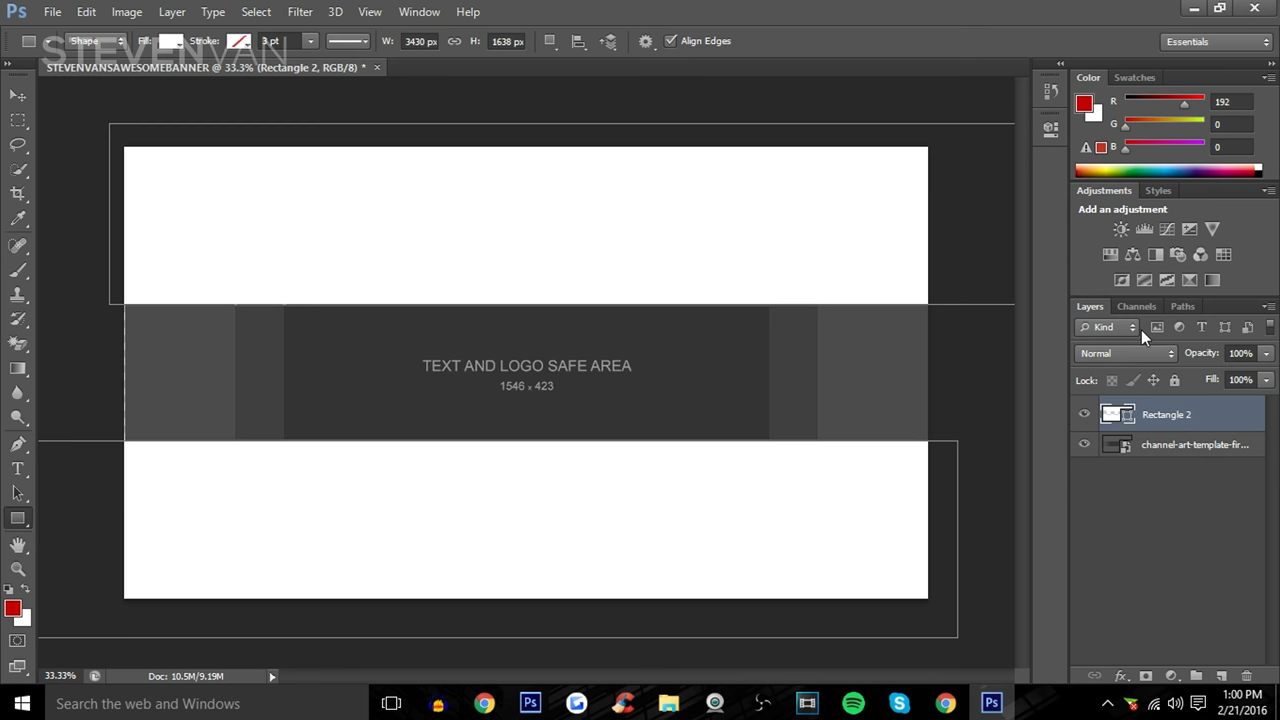 Ps File Edit Image Layer Type Select Filter 3D View Window Help
Shape Fill: Stroke: 3 pt W: 3430 px H: 1638 px Align Edges Essentials
STEVENVAN
STEVENVANSAWESOMEBANNER @ 33.3% (Rectangle 2, RGB/8) * ×
Color Swatches
R 192
G 0
B 0
Adjustments Styles
Add an adjustment
Layers Channels Paths
Kind
Normal Opacity: 100%
Lock: Fill: 100%
Rectangle 2
channel-art-template-fir...
TEXT AND LOGO SAFE AREA
1546 x 423
33.33% Doc: 10.5M/9.19M
Search the web and Windows
1:00 PM
2/21/2016